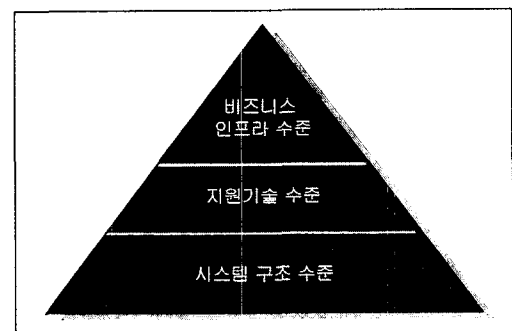 비즈니스
인프라 수준
지원기술 수준
시스템 구조 수준